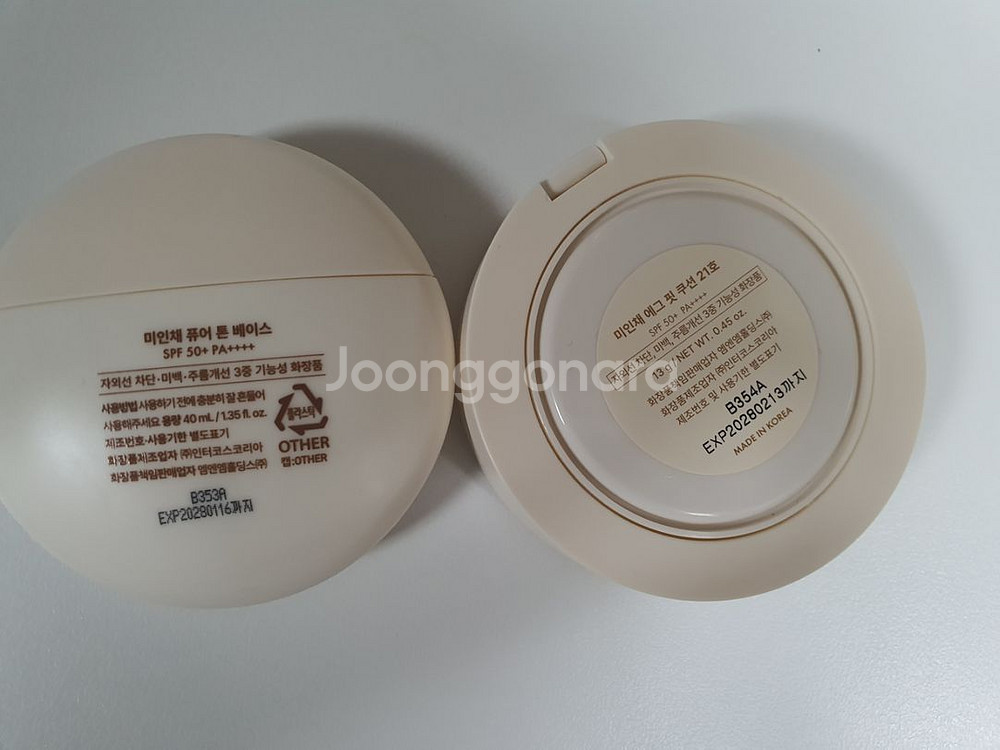 미인채 퓨어 톤 베이스
SPF 50+ PA++++
자외선 차단·미백·주름개선 3중 기능성 화장품
사용방법 사용하기 전에 충분히 잘 흔들어
사용해주세요 용량 40 mL / 1.35 fl. oz.
제조번호·사용기한 별도표기
화장품제조업자 ㈜인터코스코리아
화장품책임판매업자 엠앤엠홀딩스㈜
플라스틱
OTHER
캡:OTHER
B353A
EXP20280116까지
미인채 에그 핏 쿠션 21호
SPF 50+ PA++++
자외선 차단, 미백, 주름개선 3중 기능성 화장품
13 g / NET WT. 0.45 oz.
화장품책임판매업자 엠앤엠홀딩스㈜
화장품제조업자 ㈜인터코스코리아
제조번호 및 사용기한 별도표기
B354A
EXP20280213까지
MADE IN KOREA
Joonggonara